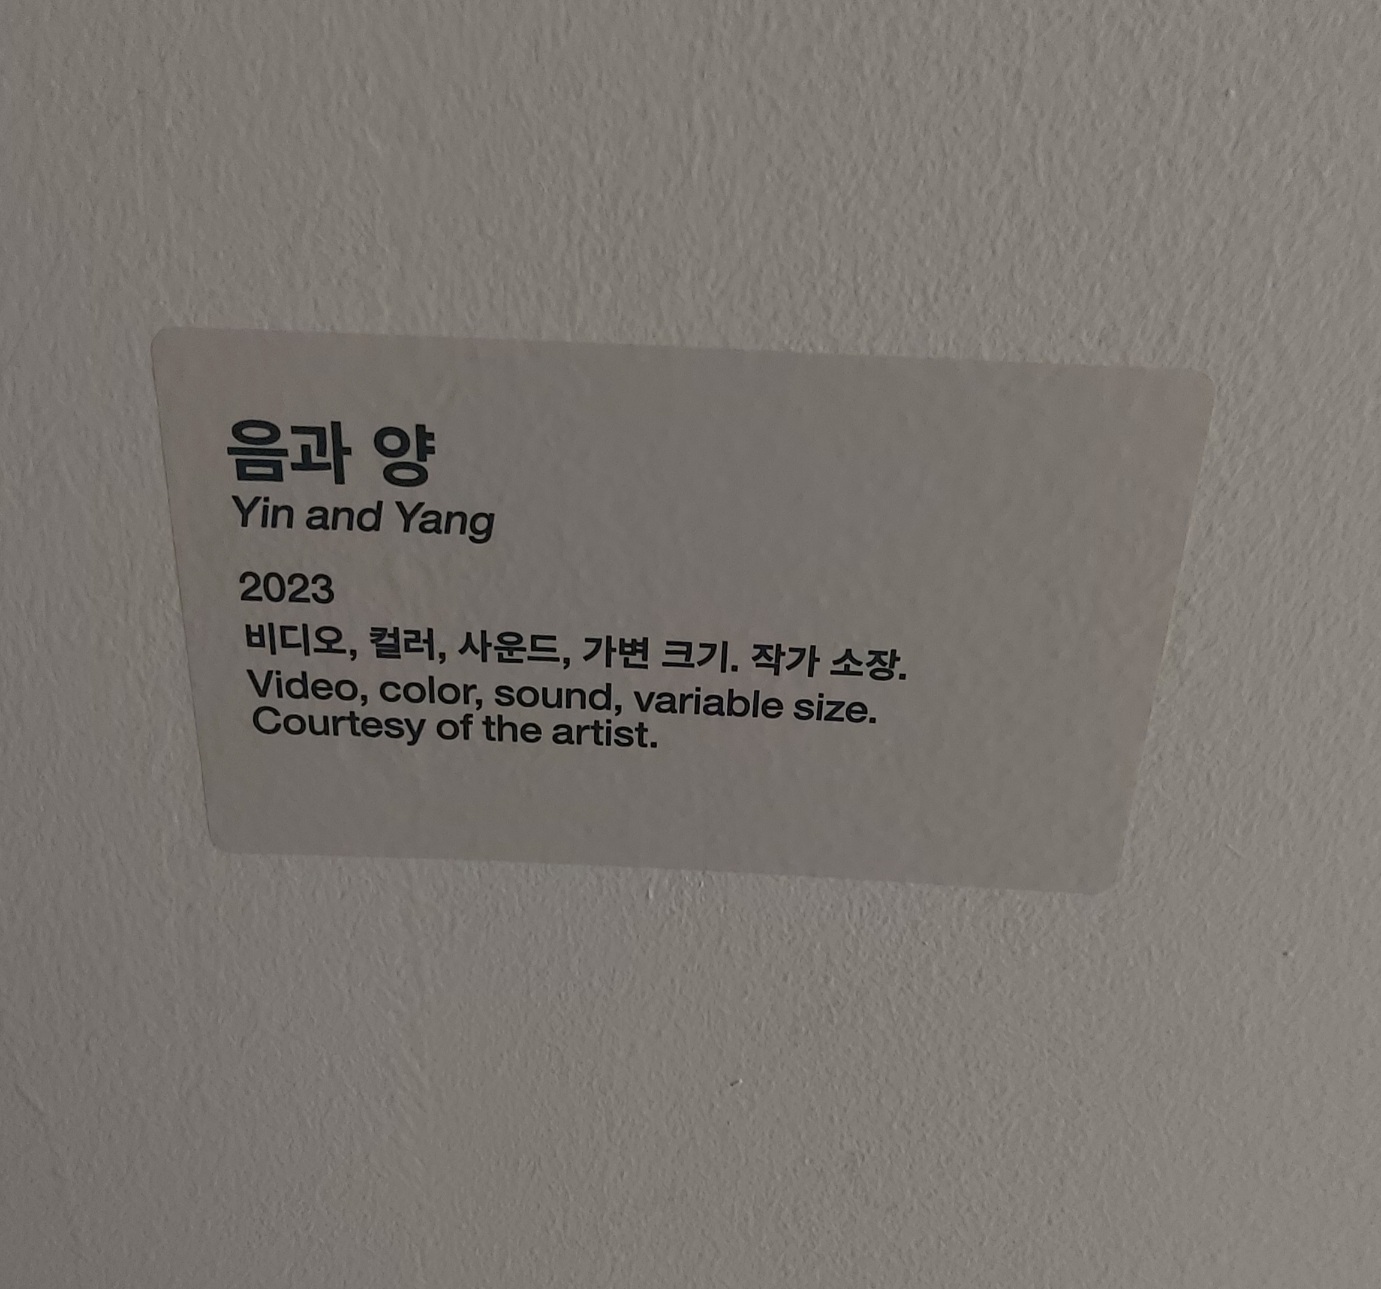 음과 양
Yin and Yang
2023
비디오, 컬러, 사운드, 가변 크기. 작가 소장.
Video, color, sound, variable size.
Courtesy of the artist.